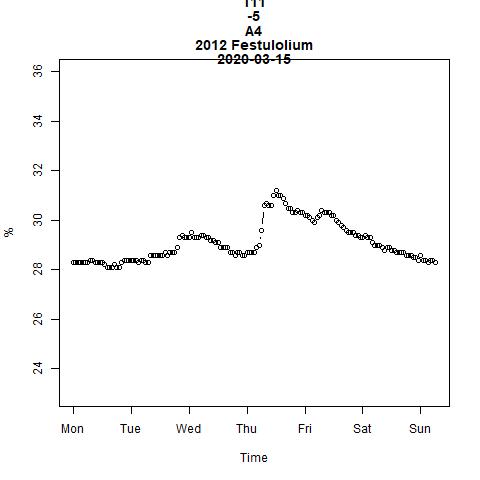 T11
-5
A4
2012 Festulolium
2020-03-15
36
34
32
30
28
26
24
%
Mon Tue Wed Thu Fri Sat Sun
Time